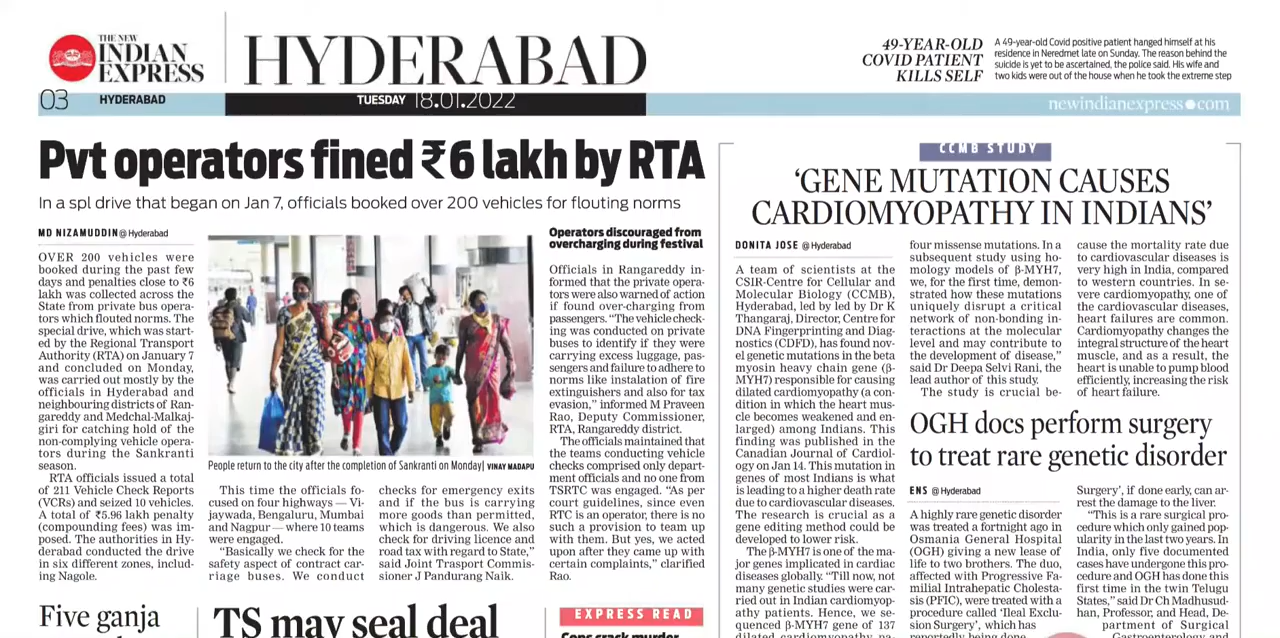 THE NEW
INDIAN
EXPRESS
HYDERABAD
49-YEAR-OLD
COVID PATIENT
KILLS SELF
A 49-year-old Covid positive patient hanged himself at his
residence in Neredmet late on Sunday. The reason behind the
suicide is yet to be ascertained, the police said. His wife and
two kids were out of the house when he took the extreme step
03
HYDERABAD
TUESDAY 18.01.2022
newindianexpress●com
Pvt operators fined ₹6 lakh by RTA
In a spl drive that began on Jan 7, officials booked over 200 vehicles for flouting norms
MD NIZAMUDDIN @ Hyderabad
OVER 200 vehicles were
booked during the past few
days and penalties close to ₹6
lakh was collected across the
State from private bus opera-
tors which flouted norms. The
special drive, which was start-
ed by the Regional Transport
Authority (RTA) on January 7
and concluded on Monday,
was carried out mostly by the
officials in Hyderabad and
neighbouring districts of Ran-
gareddy and Medchal-Malkaj-
giri for catching hold of the
non-complying vehicle opera-
tors during the Sankranti
season.
RTA officials issued a total
of 211 Vehicle Check Reports
(VCRs) and seized 10 vehicles.
A total of ₹5.96 lakh penalty
(compounding fees) was im-
posed. The authorities in Hy-
derabad conducted the drive
in six different zones, includ-
ing Nagole.
People return to the city after the completion of Sankranti on Monday| VINAY MADAPU
This time the officials fo-
cused on four highways — Vi-
jaywada, Bengaluru, Mumbai
and Nagpur — where 10 teams
were engaged.
"Basically we check for the
safety aspect of contract car-
riage buses. We conduct
checks for emergency exits
and if the bus is carrying
more goods than permitted,
which is dangerous. We also
check for driving licence and
road tax with regard to State,"
said Joint Trasport Commis-
sioner J Pandurang Naik.
Operators discouraged from
overcharging during festival
Officials in Rangareddy in-
formed that the private opera-
tors were also warned of action
if found over-charging from
passengers. "The vehicle check-
ing was conducted on private
buses to identify if they were
carrying excess luggage, pas-
sengers and failure to adhere to
norms like instalation of fire
extinguishers and also for tax
evasion," informed M Praveen
Rao, Deputy Commissioner,
RTA, Rangareddy district.
The officials maintained that
the teams conducting vehicle
checks comprised only depart-
ment officials and no one from
TSRTC was engaged. "As per
court guidelines, since even
RTC is an operator, there is no
such a provision to team up
with them. But yes, we acted
upon after they came up with
certain complaints," clarified
Rao.
CCMB STUDY
'GENE MUTATION CAUSES
CARDIOMYOPATHY IN INDIANS'
DONITA JOSE @ Hyderabad
A team of scientists at the
CSIR-Centre for Cellular and
Molecular Biology (CCMB),
Hyderabad, led by led by Dr K
Thangaraj, Director, Centre for
DNA Fingerprinting and Diag-
nostics (CDFD), has found nov-
el genetic mutations in the beta
myosin heavy chain gene (β-
MYH7) responsible for causing
dilated cardiomyopathy (a con-
dition in which the heart mus-
cle becomes weakened and en-
larged) among Indians. This
finding was published in the
Canadian Journal of Cardiol-
ogy on Jan 14. This mutation in
genes of most Indians is what
is leading to a higher death rate
due to cardiovascular diseases.
The research is crucial as a
gene editing method could be
developed to lower risk.
The β-MYH7 is one of the ma-
jor genes implicated in cardiac
diseases globally. "Till now, not
many genetic studies were car-
ried out in Indian cardiomyop-
athy patients. Hence, we se-
quenced β-MYH7 gene of 137
dilated cardiomyopathy pa-
four missense mutations. In a
subsequent study using ho-
mology models of β-MYH7,
we, for the first time, demon-
strated how these mutations
uniquely disrupt a critical
network of non-bonding in-
teractions at the molecular
level and may contribute to
the development of disease,"
said Dr Deepa Selvi Rani, the
lead author of this study.
The study is crucial be-
cause the mortality rate due
to cardiovascular diseases is
very high in India, compared
to western countries. In se-
vere cardiomyopathy, one of
the cardiovascular diseases,
heart failures are common.
Cardiomyopathy changes the
integral structure of the heart
muscle, and as a result, the
heart is unable to pump blood
efficiently, increasing the risk
of heart failure.
OGH docs perform surgery
to treat rare genetic disorder
ENS @ Hyderabad
A highly rare genetic disorder
was treated a fortnight ago in
Osmania General Hospital
(OGH) giving a new lease of
life to two brothers. The duo,
affected with Progressive Fa-
milial Intrahepatic Cholesta-
sis (PFIC), were treated with a
procedure called 'Ileal Exclu-
sion Surgery', which has
reportedly being done
Surgery', if done early, can ar-
rest the damage to the liver.
"This is a rare surgical pro-
cedure which only gained pop-
ularity in the last two years. In
India, only five documented
cases have undergone this pro-
cedure and OGH has done this
first time in the twin Telugu
States," said Dr Ch Madhusud-
han, Professor, and Head, De-
partment of Surgical
Gastroenterology and
Five ganja
TS may seal deal
EXPRESS READ
Cops crack murder